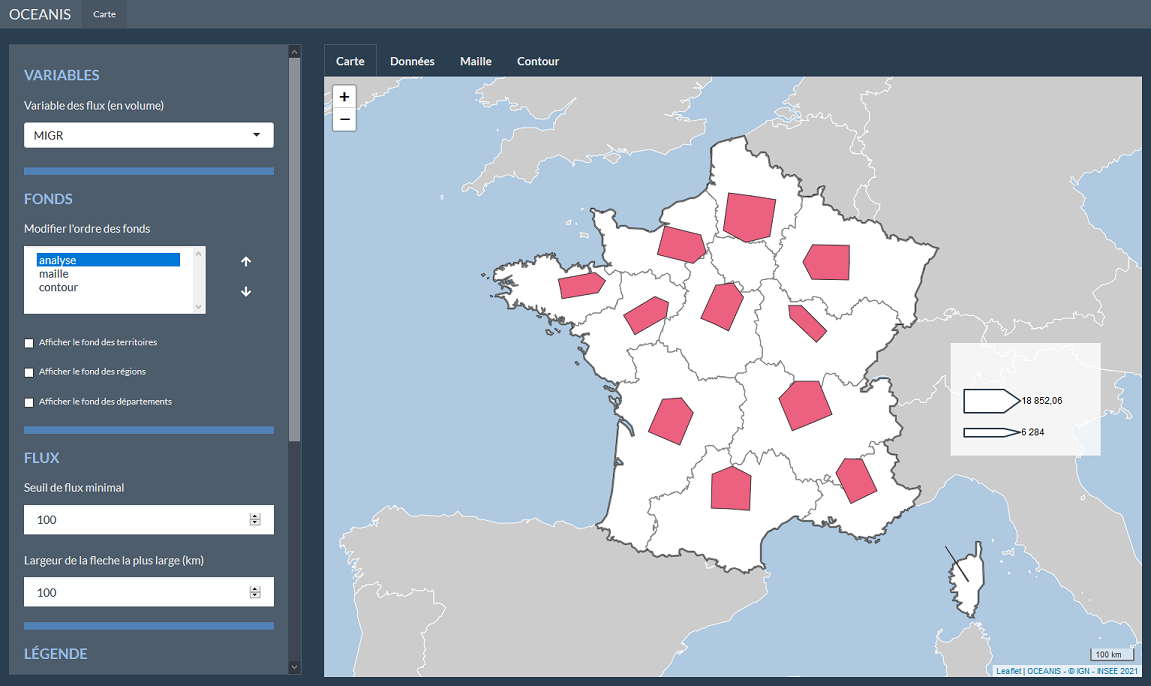 OCEANIS Carte
VARIABLES
Variable des flux (en volume)
MIGR
FONDS
Modifier l'ordre des fonds
analyse
maille
contour
Afficher le fond des territoires
Afficher le fond des régions
Afficher le fond des départements
FLUX
Seuil de flux minimal
100
Largeur de la fleche la plus large (km)
100
LÉGENDE
Carte Données Maille Contour
+
−
18 852,06
6 284
100 km
Leaflet | OCEANIS - © IGN - INSEE 2021